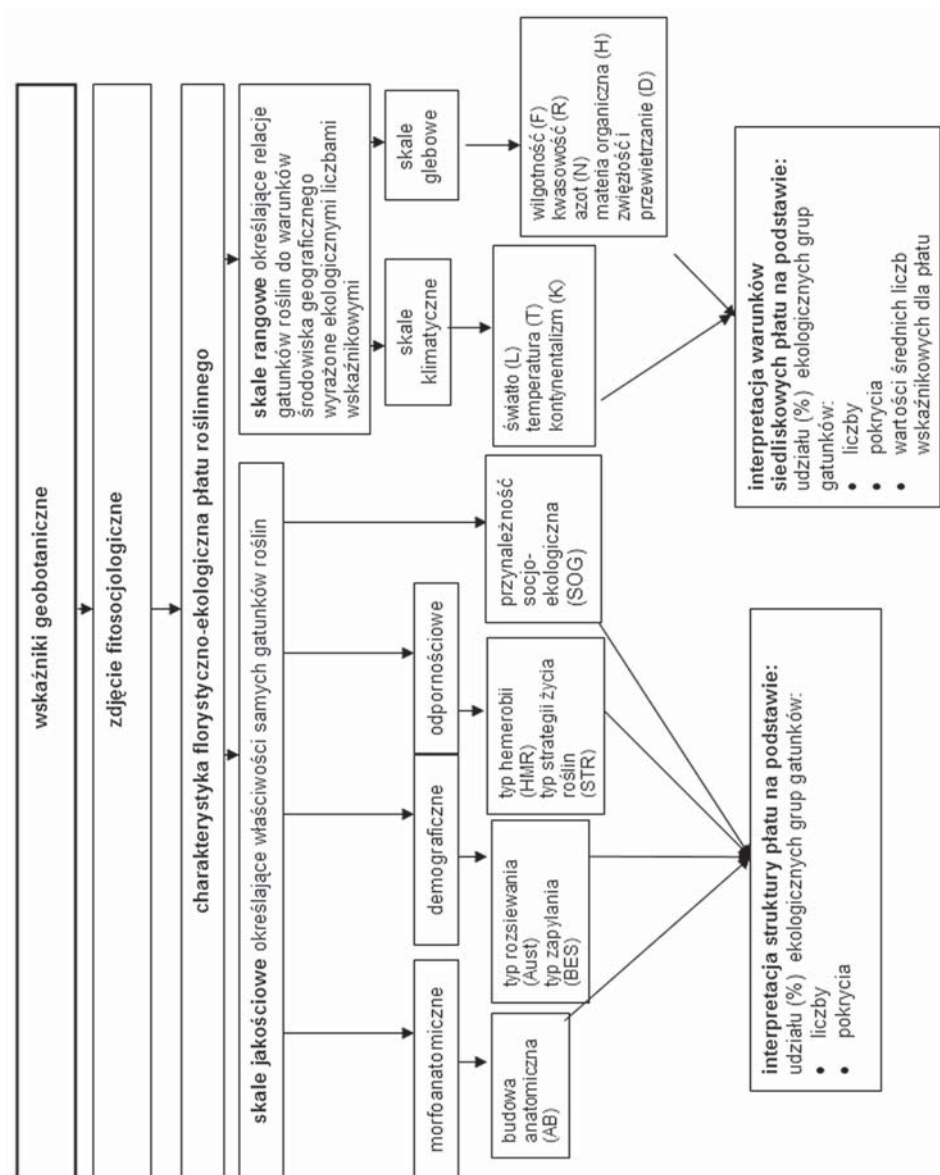 wskaźniki geobotaniczne
zdjęcie fitosocjologiczne
charakterystyka florystyczno-ekologiczna płatu roślinnego
skale jakościowe określające właściwości samych gatunków roślin
skale rangowe określające relacje
gatunków roślin do warunków
środowiska geograficznego
wyrażone ekologicznymi liczbami
wskaźnikowymi
morfoanatomiczne
demograficzne
odpornościowe
skale
klimatyczne
skale
glebowe
budowa
anatomiczna
(AB)
typ rozsiewania
(Aust)
typ zapylania
(BES)
typ hemerobii
(HMR)
typ strategii życia
roślin
(STR)
przynależność
socjo-
ekologiczna
(SOG)
światło (L)
temperatura (T)
kontynentalizm (K)
wilgotność (F)
kwasowość (R)
azot (N)
materia organiczna (H)
zwięzłość i
przewietrzanie (D)
interpretacja struktury płatu na podstawie:
udziału (%) ekologicznych grup gatunków:
• liczby
• pokrycia
interpretacja warunków
siedliskowych płatu na podstawie:
udziału (%) ekologicznych grup
gatunków:
• liczby
• pokrycia
• wartości średnich liczb
wskaźnikowych dla płatu